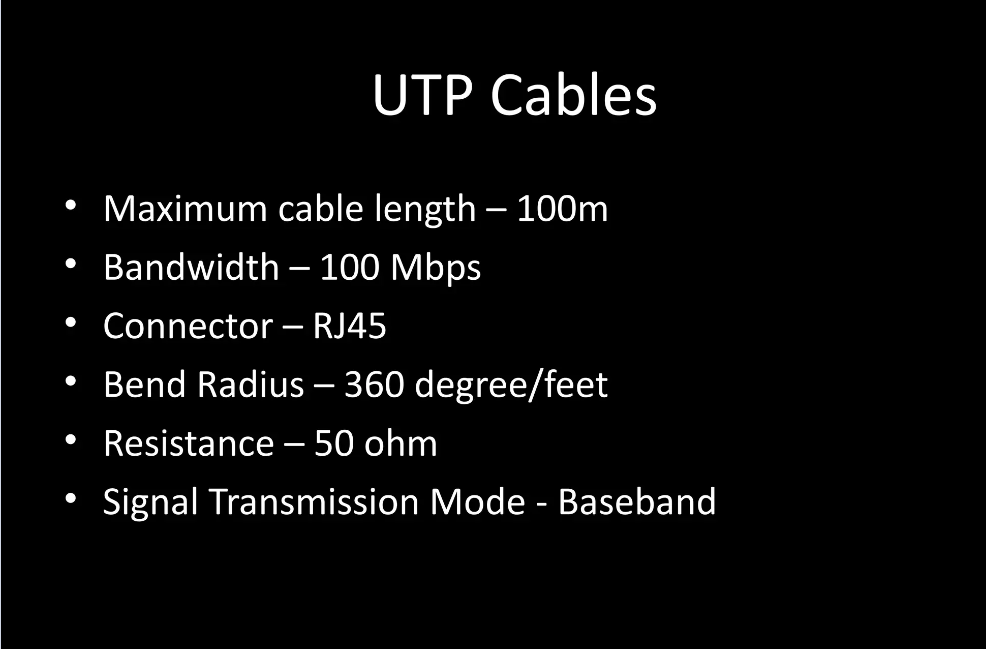 UTP Cables
• Maximum cable length – 100m
• Bandwidth – 100 Mbps
• Connector – RJ45
• Bend Radius – 360 degree/feet
• Resistance – 50 ohm
• Signal Transmission Mode - Baseband